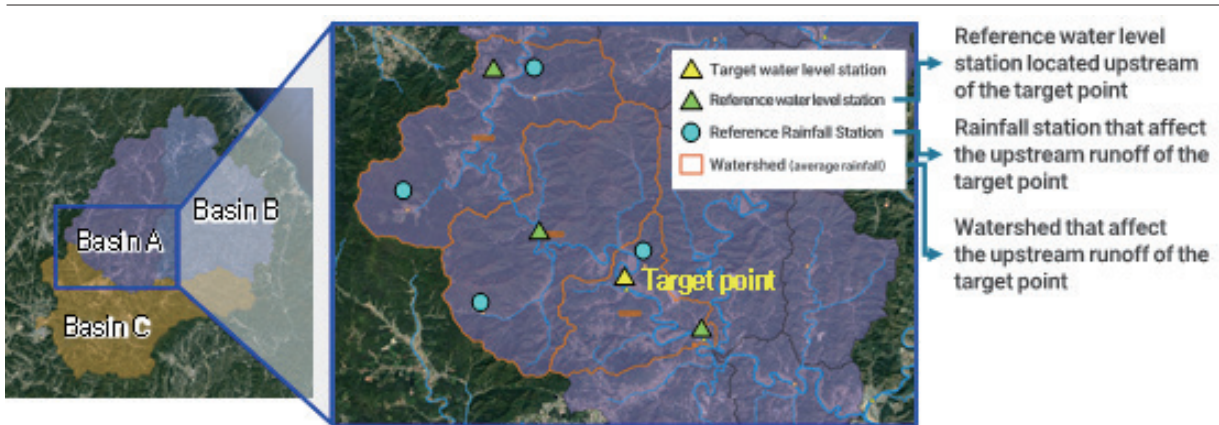 Basin A
Basin B
Basin C
Target water level station
Reference water level station
Reference Rainfall Station
Watershed (average rainfall)
Target point
Reference water level
station located upstream
of the target point
Rainfall station that affect
the upstream runoff of the
target point
Watershed that affect
the upstream runoff of the
target point